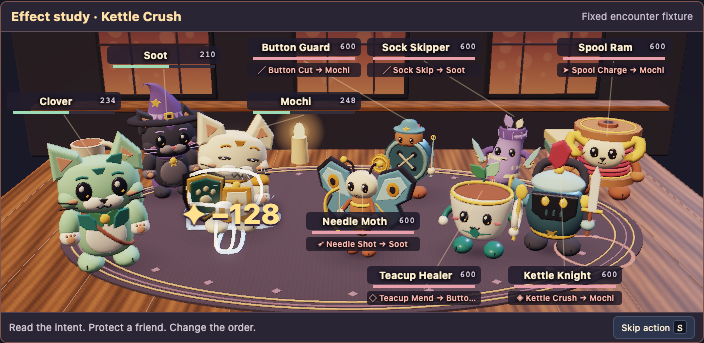 Effect study · Kettle Crush
Fixed encounter fixture
Soot 210
Button Guard 600
Button Cut → Mochi
Sock Skipper 600
Sock Skip → Soot
Spool Ram 600
Spool Charge → Mochi
Clover 234
Mochi 248
-128
Needle Moth 600
Needle Shot → Soot
Teacup Healer 600
Teacup Mend → Butto...
Kettle Knight 600
Kettle Crush → Mochi
Read the intent. Protect a friend. Change the order.
Skip action S